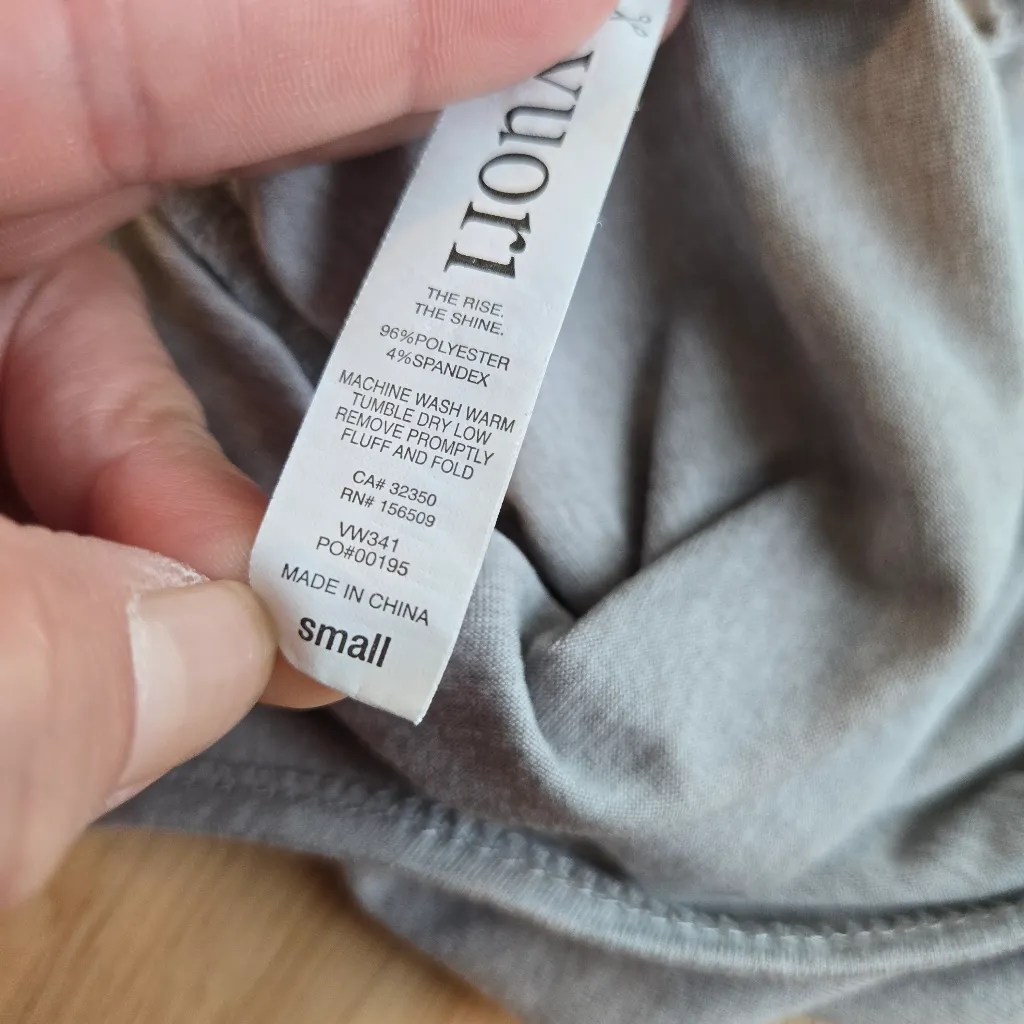 vuori
THE RISE.
THE SHINE.
96%POLYESTER
4%SPANDEX
MACHINE WASH WARM
TUMBLE DRY LOW
REMOVE PROMPTLY
FLUFF AND FOLD
CA# 32350
RN# 156509
VW341
PO#00195
MADE IN CHINA
small